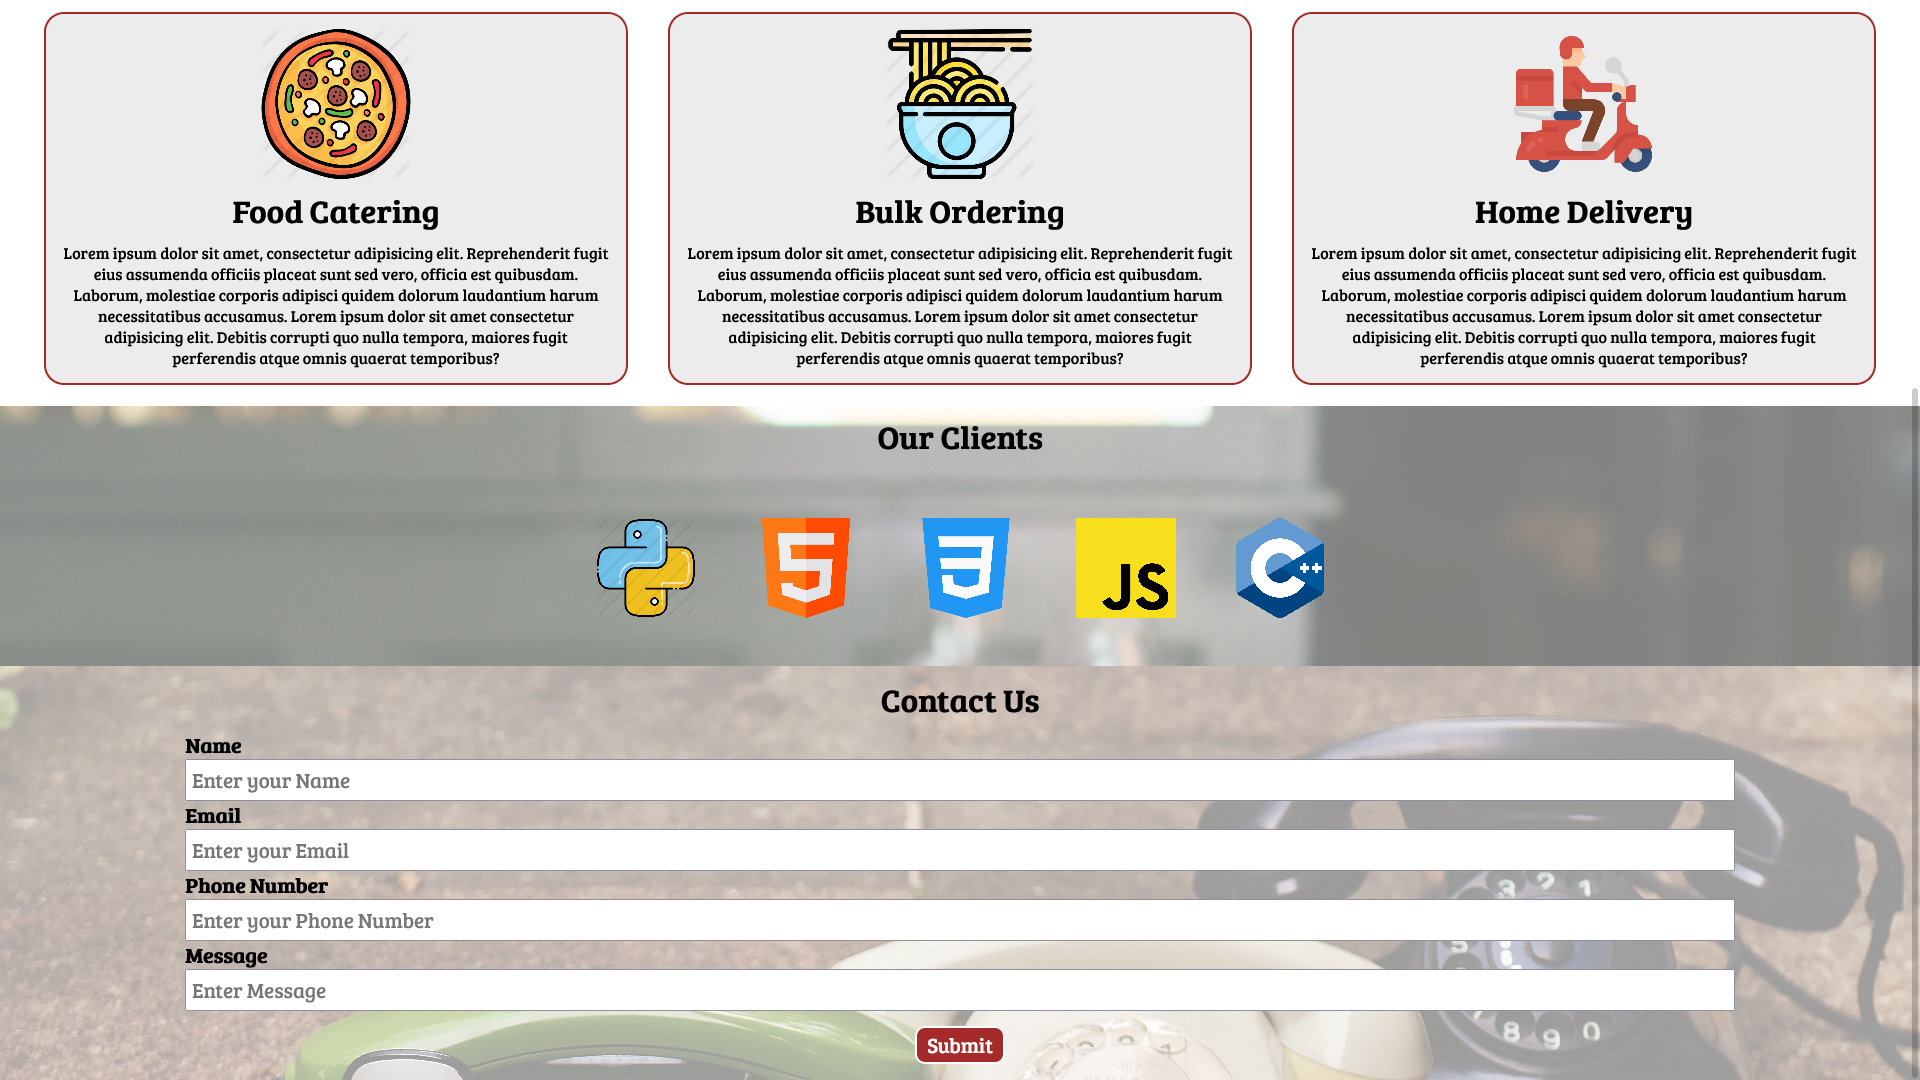 Food Catering
Lorem ipsum dolor sit amet, consectetur adipisicing elit. Reprehenderit fugit
eius assumenda officiis placeat sunt sed vero, officia est quibusdam.
Laborum, molestiae corporis adipisci quidem dolorum laudantium harum
necessitatibus accusamus. Lorem ipsum dolor sit amet consectetur
adipisicing elit. Debitis corrupti quo nulla tempora, maiores fugit
perferendis atque omnis quaerat temporibus?
Bulk Ordering
Lorem ipsum dolor sit amet, consectetur adipisicing elit. Reprehenderit fugit
eius assumenda officiis placeat sunt sed vero, officia est quibusdam.
Laborum, molestiae corporis adipisci quidem dolorum laudantium harum
necessitatibus accusamus. Lorem ipsum dolor sit amet consectetur
adipisicing elit. Debitis corrupti quo nulla tempora, maiores fugit
perferendis atque omnis quaerat temporibus?
Home Delivery
Lorem ipsum dolor sit amet, consectetur adipisicing elit. Reprehenderit fugit
eius assumenda officiis placeat sunt sed vero, officia est quibusdam.
Laborum, molestiae corporis adipisci quidem dolorum laudantium harum
necessitatibus accusamus. Lorem ipsum dolor sit amet consectetur
adipisicing elit. Debitis corrupti quo nulla tempora, maiores fugit
perferendis atque omnis quaerat temporibus?
Our Clients
5
3
JS
C++
Contact Us
Name
Enter your Name
Email
Enter your Email
Phone Number
Enter your Phone Number
Message
Enter Message
3 2 1
5 6
8 9 0
Submit